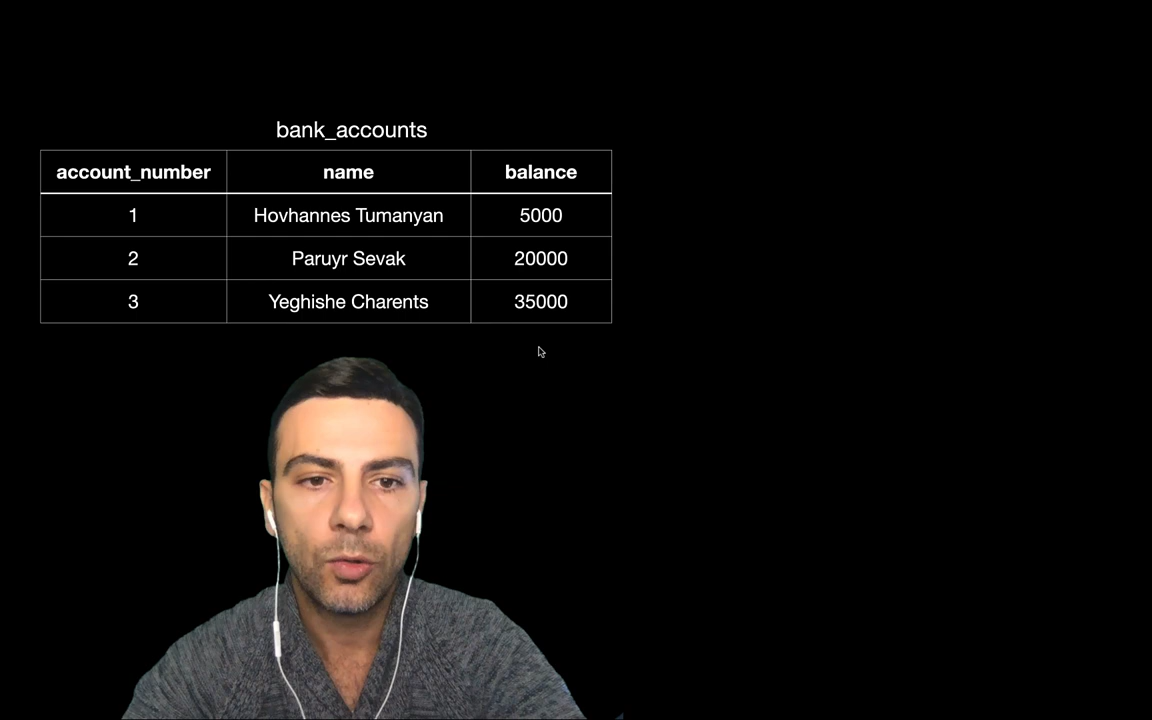 bank_accounts
account_number name balance
1 Hovhannes Tumanyan 5000
2 Paruyr Sevak 20000
3 Yeghishe Charents 35000